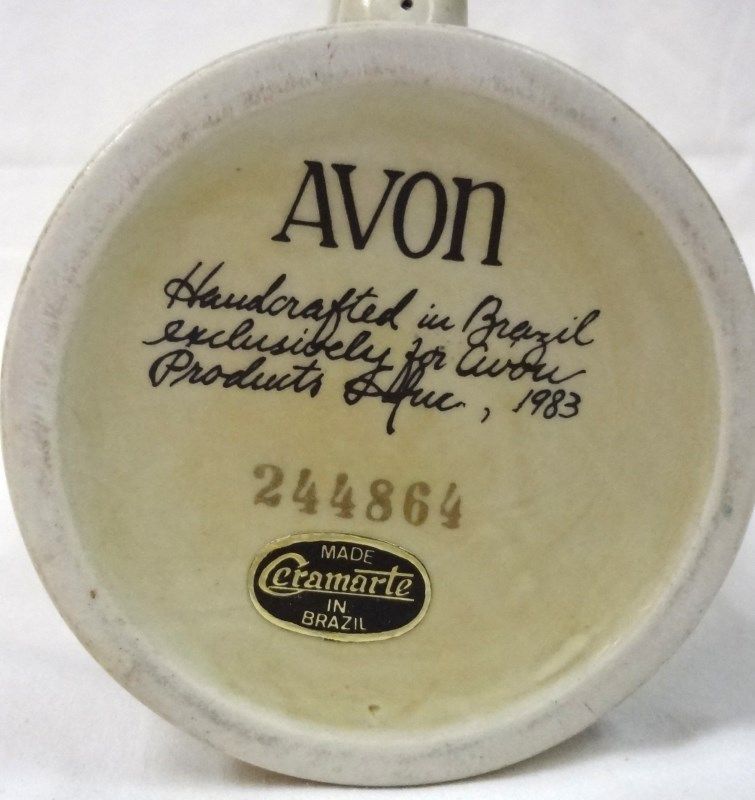 AVON
Handcrafted in Brazil
exclusively for Avon
Products Inc., 1983
244864
MADE
Ceramarte
IN
BRAZIL